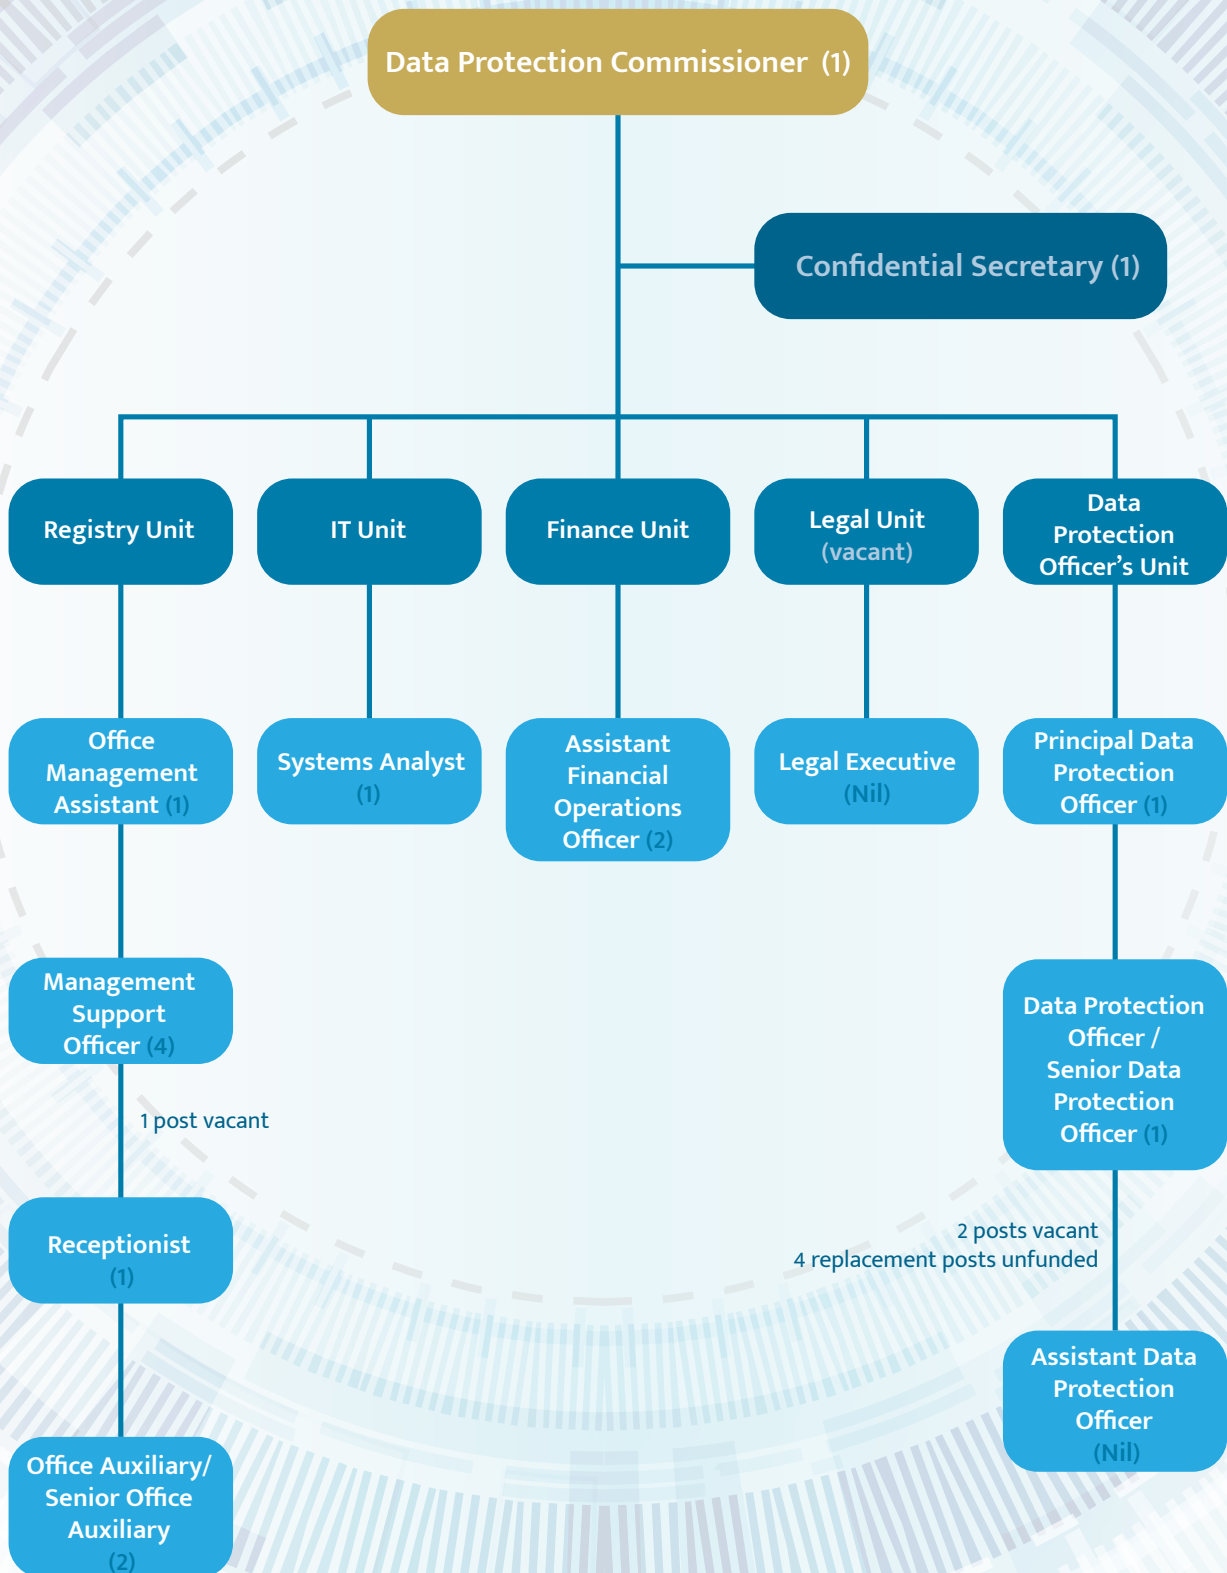 Data Protection Commissioner (1)
Confidential Secretary (1)
Registry Unit
IT Unit
Finance Unit
Legal Unit
(vacant)
Data
Protection
Officer’s Unit
Office
Management
Assistant (1)
Systems Analyst
(1)
Assistant
Financial
Operations
Officer (2)
Legal Executive
(Nil)
Principal Data
Protection
Officer (1)
Management
Support
Officer (4)
Data Protection
Officer /
Senior Data
Protection
Officer (1)
1 post vacant
Receptionist
(1)
2 posts vacant
4 replacement posts unfunded
Assistant Data
Protection
Officer
(Nil)
Office Auxiliary/
Senior Office
Auxiliary
(2)